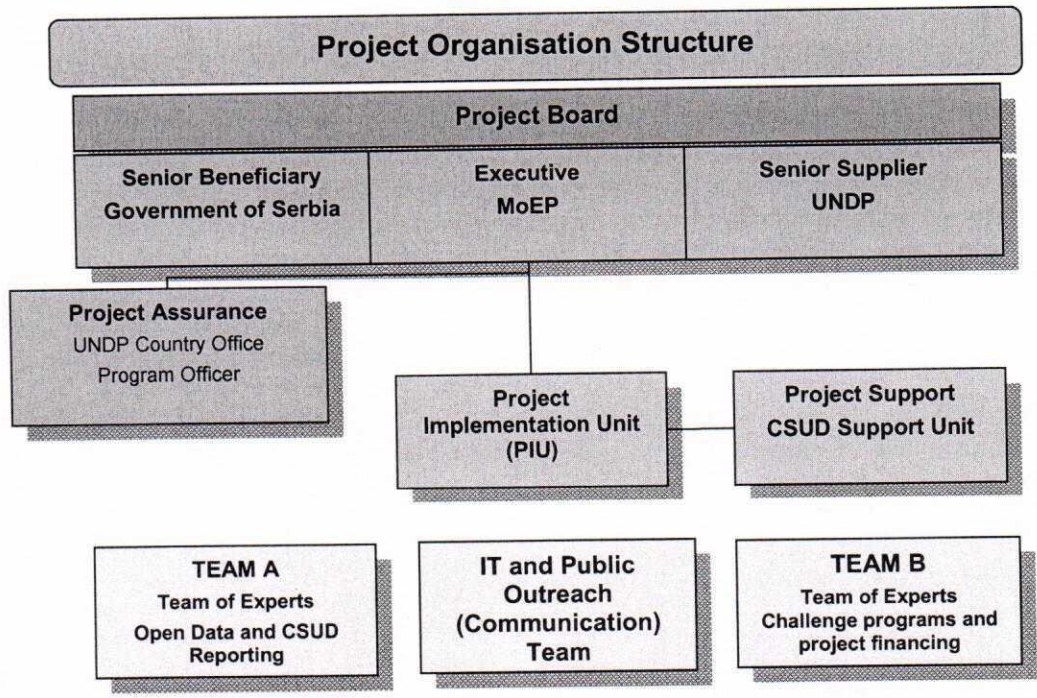 Project Organisation Structure
Project Board
Senior Beneficiary
Government of Serbia
Executive
MoEP
Senior Supplier
UNDP
Project Assurance
UNDP Country Office
Program Officer
Project
Implementation Unit
(PIU)
Project Support
CSUD Support Unit
TEAM A
Team of Experts
Open Data and CSUD
Reporting
IT and Public
Outreach
(Communication)
Team
TEAM B
Team of Experts
Challenge programs and
project financing